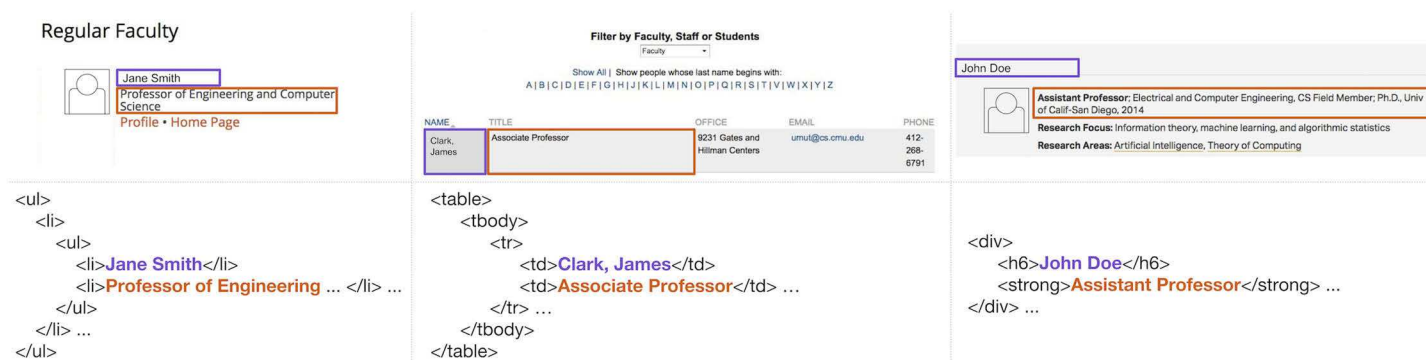 Regular Faculty
Jane Smith
Professor of Engineering and Computer
Science
Profile • Home Page
Filter by Faculty, Staff or Students
Faculty
Show All | Show people whose last name begins with:
A | B | C | D | E | F | G | H | J | K | L | M | N | O | P | Q | R | S | T | V | W | X | Y | Z
NAME TITLE OFFICE EMAIL PHONE
Clark,
James
Associate Professor
9231 Gates and
Hillman Centers
umut@cs.cmu.edu
412-
268-
6791
John Doe
Assistant Professor; Electrical and Computer Engineering, CS Field Member; Ph.D., Univ
of Calif-San Diego, 2014
Research Focus: Information theory, machine learning, and algorithmic statistics
Research Areas: Artificial Intelligence, Theory of Computing
<ul>
<li>
<ul>
<li>Jane Smith</li>
<li>Professor of Engineering ... </li> ...
</ul>
</li> ...
</ul>
<table>
<tbody>
<tr>
<td>Clark, James</td>
<td>Associate Professor</td> ...
</tr> ...
</tbody>
</table>
<div>
<h6>John Doe</h6>
<strong>Assistant Professor</strong> ...
</div> ...